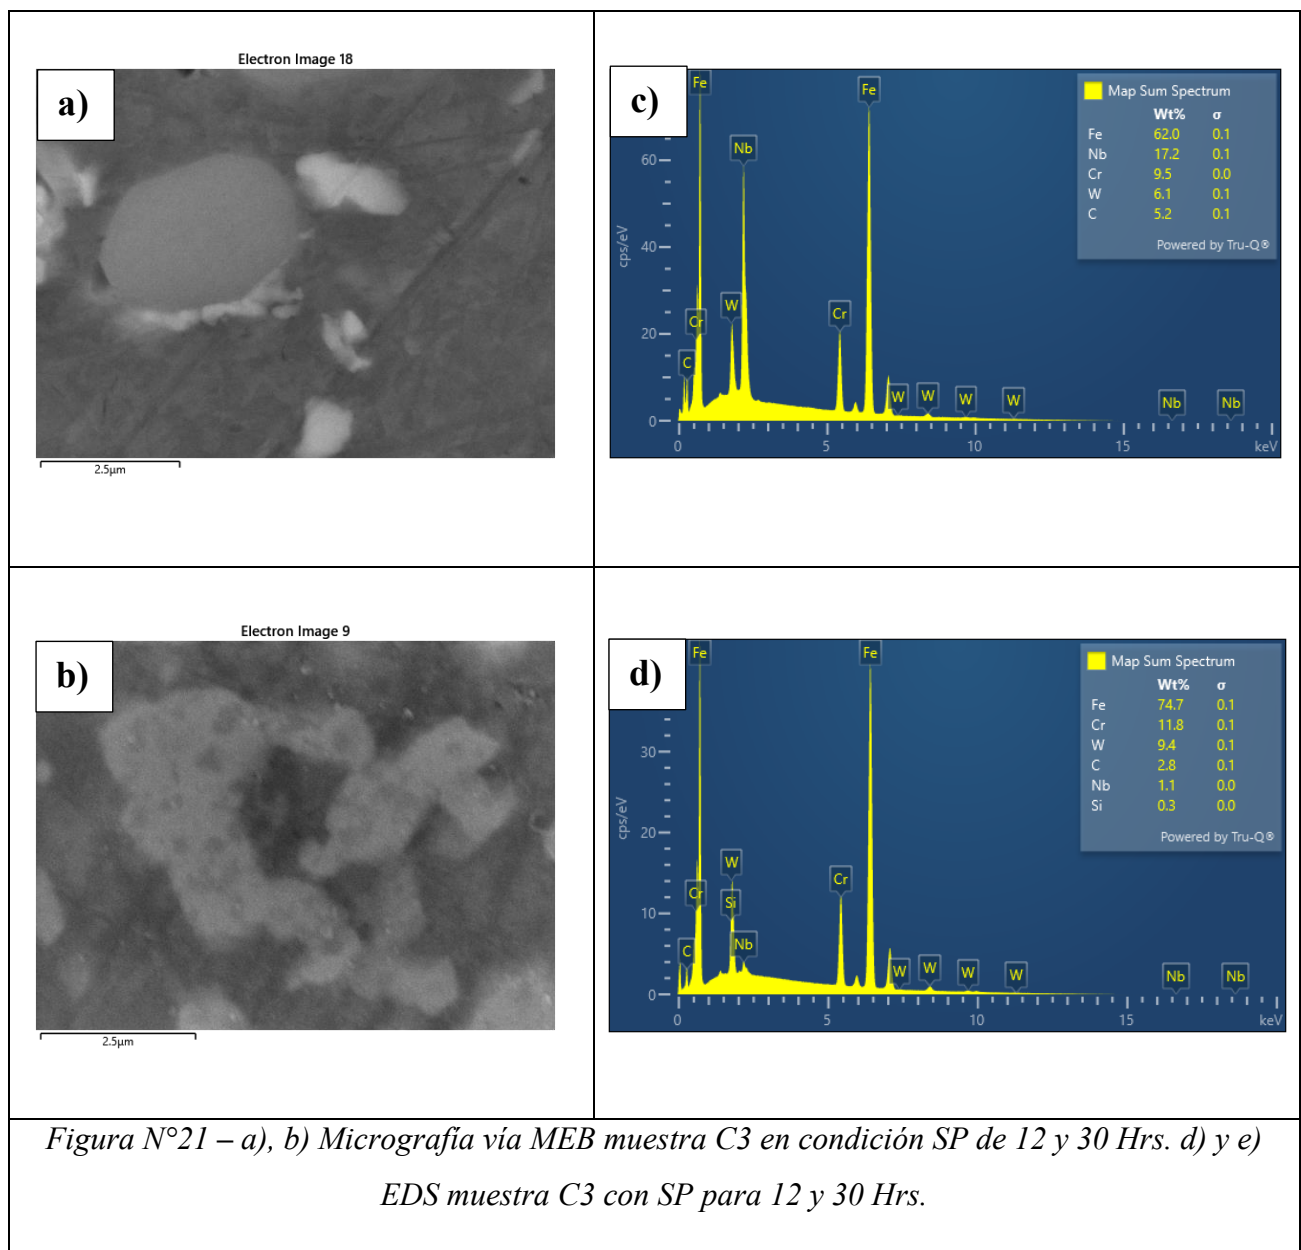 Electron Image 18
a)
2.5µm
c)
Fe
Fe
Nb
W
Cr
Cr
C
W
W
W
W
Nb
Nb
60
40
20
0
cps/eV
0
5
10
15
keV
Map Sum Spectrum
Wt% σ
Fe 62.0 0.1
Nb 17.2 0.1
Cr 9.5 0.0
W 6.1 0.1
C 5.2 0.1
Powered by Tru-Q®
Electron Image 9
b)
2.5µm
d)
Fe
Fe
W
Cr
Si
Cr
Nb
C
W
W
W
W
Nb
Nb
30
20
10
0
cps/eV
0
5
10
15
keV
Map Sum Spectrum
Wt% σ
Fe 74.7 0.1
Cr 11.8 0.1
W 9.4 0.1
C 2.8 0.1
Nb 1.1 0.0
Si 0.3 0.0
Powered by Tru-Q®
Figura N°21 – a), b) Micrografía vía MEB muestra C3 en condición SP de 12 y 30 Hrs. d) y e)
EDS muestra C3 con SP para 12 y 30 Hrs.